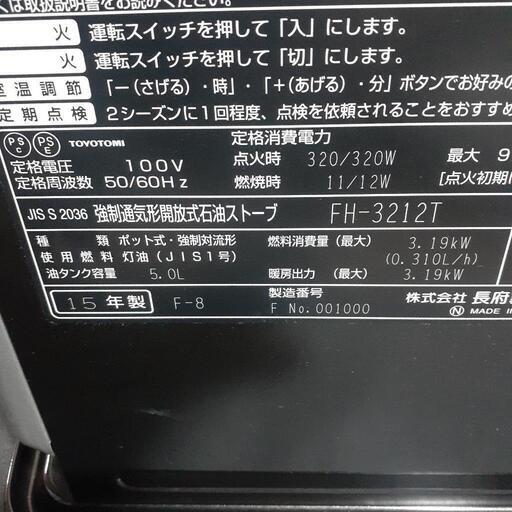 くは取扱説明書をお読みください。
火 運転スイッチを押して「入」にします。
火 運転スイッチを押して「切」にします。
室温調節 「－(さげる)・時」・「＋(あげる)・分」ボタンでお好みの
定期点検 2シーズンに1回程度、点検を依頼されることをおすすめ
PS C PS E TOYOTOMI 定格消費電力
定格電圧 100V 点火時 320/320W 最大 9
定格周波数 50/60Hz 燃焼時 11/12W [点火初期
JIS S 2036 強制通気形開放式石油ストーブ FH-3212T
種類 ポット式・強制対流形 燃料消費量（最大） 3.19kW
使用燃料 灯油（JIS1号） (0.310L/h)
油タンク容量 5.0L 暖房出力（最大） 3.19kW
15年製 F-8 製造番号 株式会社 長府
F No.001000 N MADE I